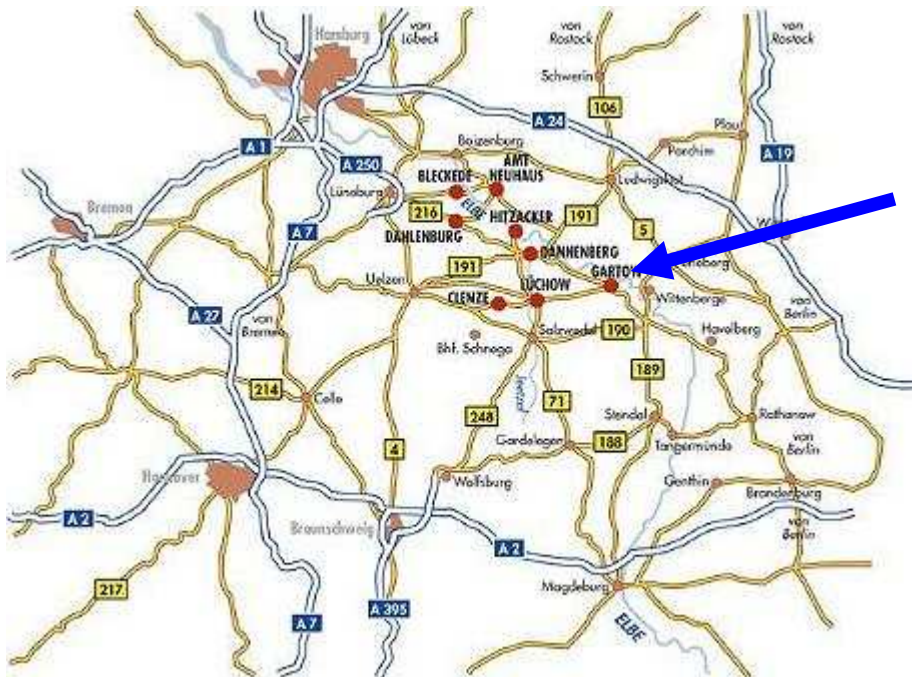 von
Lübeck
Hamburg
von
Rostock
von
Rostock
Schwerin
106
A 24
Plau
A 1
Boizenburg
Parchim
A 19
A 250
AMT
NEUHAUS
BLECKEDE
Lüneburg
Ludwigslust
Bremen
216
ELBE
HITZACKER
191
5
A 7
DAHLENBURG
DANNENBERG
191
GARTOW
Uelzen
LÜCHOW
CLENZE
Wittenberge
von
Berlin
A 27
von
Bremen
Salzwedel
190
Havelberg
Bhf. Schnega
189
214
Celle
Jeetzel
71
248
Stendal
Rathenow
4
Gardelegen
188
Tangermünde
von
Berlin
Hannover
Wolfsburg
Genthin
Brandenburg
A 2
Braunschweig
A 2
von
Berlin
217
Magdeburg
A 395
A 7
ELBE